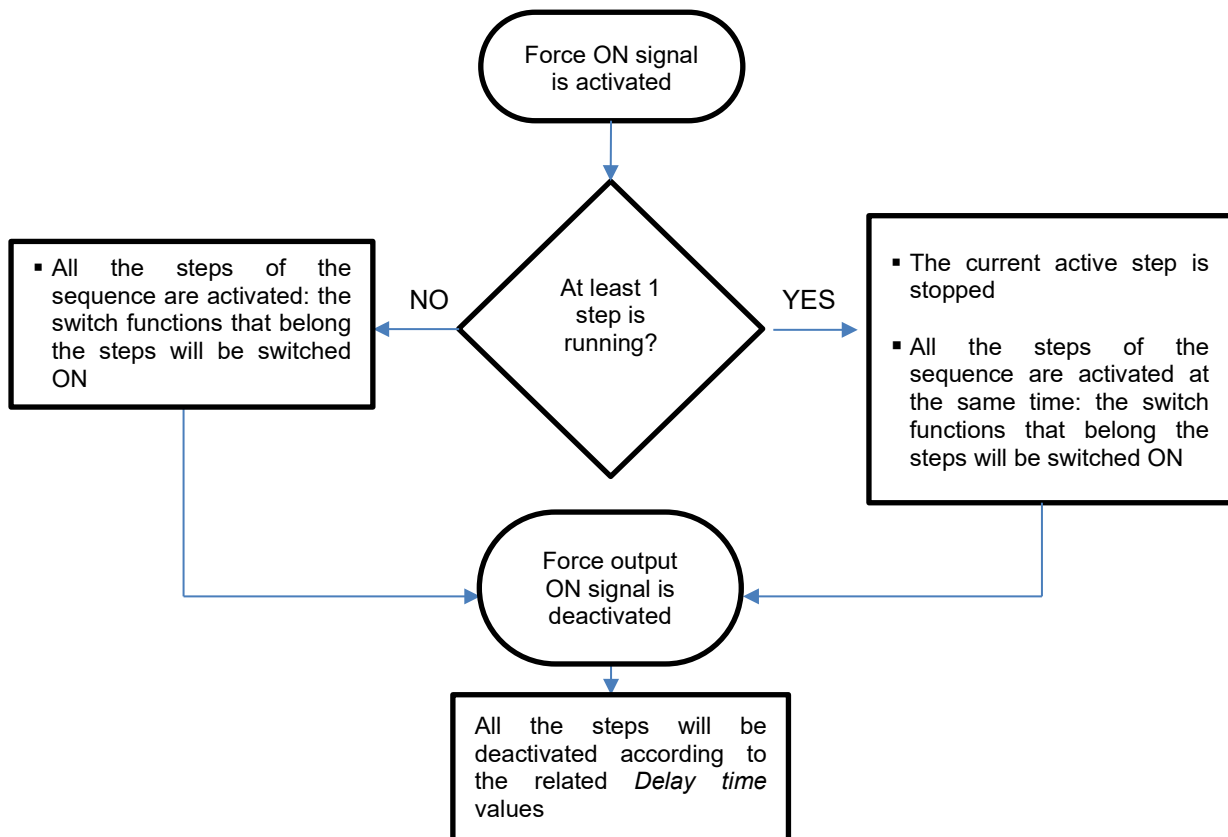 Force ON signal
is activated
At least 1
step is
running?
NO
YES
▪ All the steps of the
sequence are activated: the
switch functions that belong
the steps will be switched
ON
▪ The current active step is
stopped
▪ All the steps of the
sequence are activated at
the same time: the switch
functions that belong the
steps will be switched ON
Force output
ON signal is
deactivated
All the steps will be
deactivated according to
the related Delay time
values